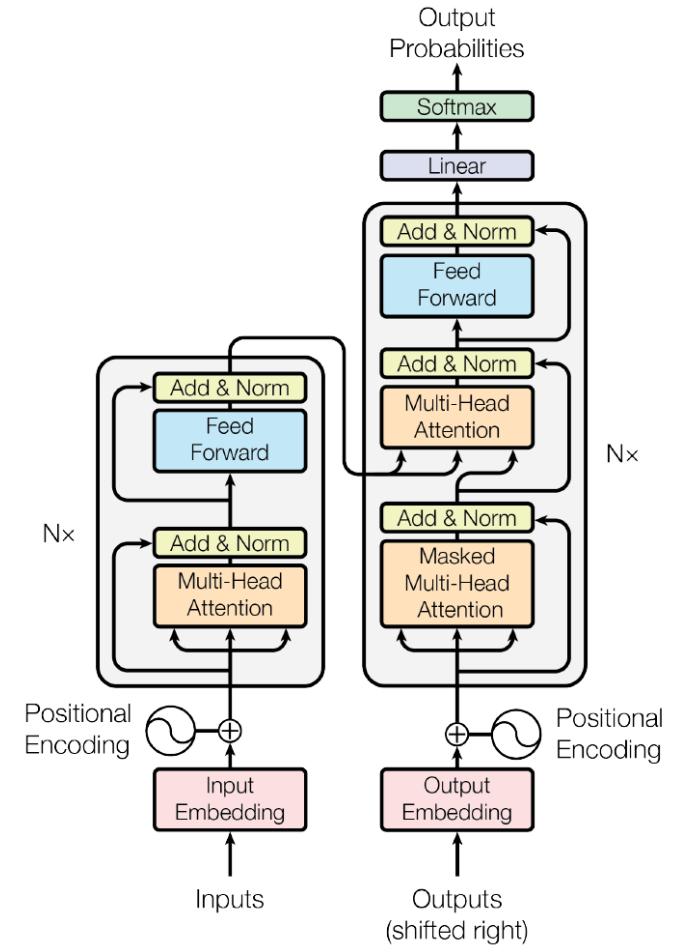 Output
Probabilities
Softmax
Linear
Add & Norm
Feed
Forward
Add & Norm
Multi-Head
Attention
Add & Norm
Masked
Multi-Head
Attention
Nx
Add & Norm
Feed
Forward
Add & Norm
Multi-Head
Attention
Nx
Positional
Encoding
Positional
Encoding
Input
Embedding
Output
Embedding
Inputs
Outputs
(shifted right)